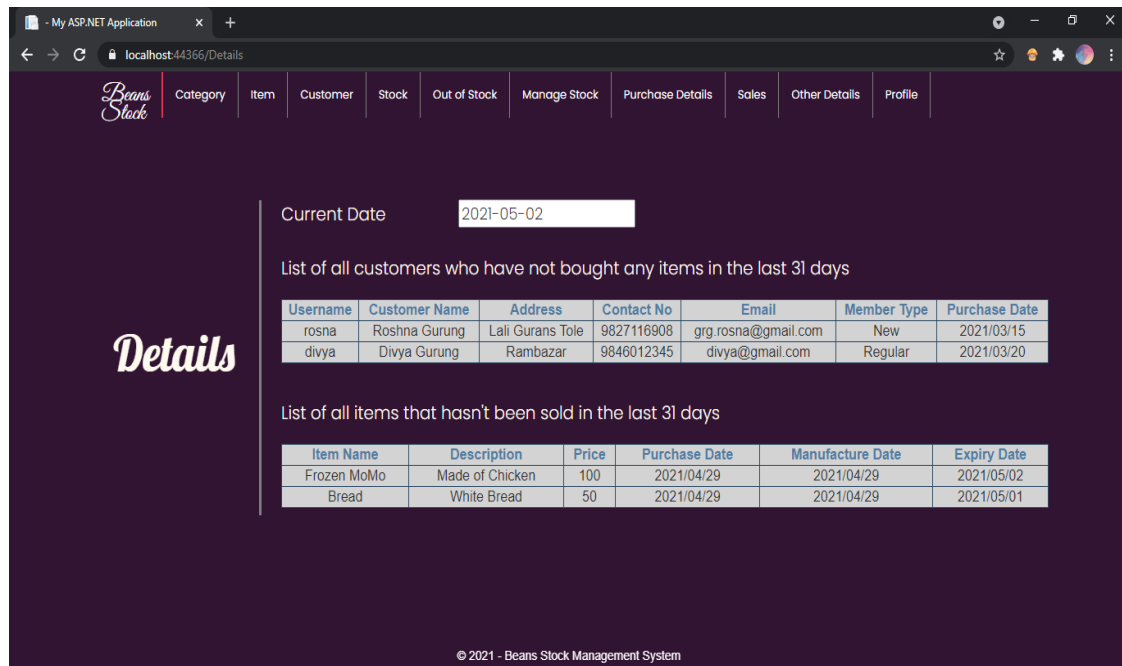 - My ASP.NET Application
localhost:44366/Details
Beans Stock
Category Item Customer Stock Out of Stock Manage Stock Purchase Details Sales Other Details Profile
Details
Current Date 2021-05-02
List of all customers who have not bought any items in the last 31 days
Username Customer Name Address Contact No Email Member Type Purchase Date
rosna Roshna Gurung Lali Gurans Tole 9827116908 grg.rosna@gmail.com New 2021/03/15
divya Divya Gurung Rambazar 9846012345 divya@gmail.com Regular 2021/03/20
List of all items that hasn't been sold in the last 31 days
Item Name Description Price Purchase Date Manufacture Date Expiry Date
Frozen MoMo Made of Chicken 100 2021/04/29 2021/04/29 2021/05/02
Bread White Bread 50 2021/04/29 2021/04/29 2021/05/01
© 2021 - Beans Stock Management System